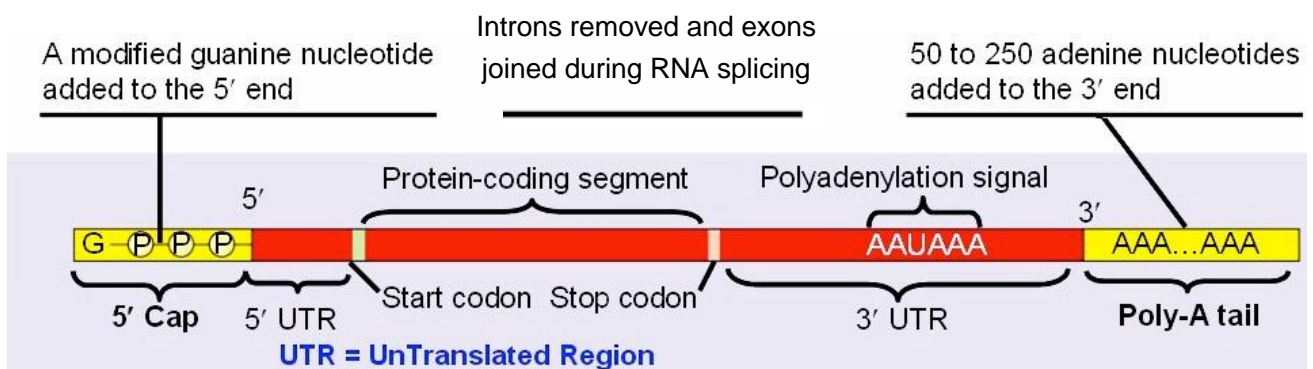 A modified guanine nucleotide
added to the 5′ end
Introns removed and exons
joined during RNA splicing
50 to 250 adenine nucleotides
added to the 3′ end
Protein-coding segment
Polyadenylation signal
5′
3′
G P P P
AAUAAA
AAA...AAA
Start codon
Stop codon
5′ Cap
5′ UTR
3′ UTR
Poly-A tail
UTR = UnTranslated Region